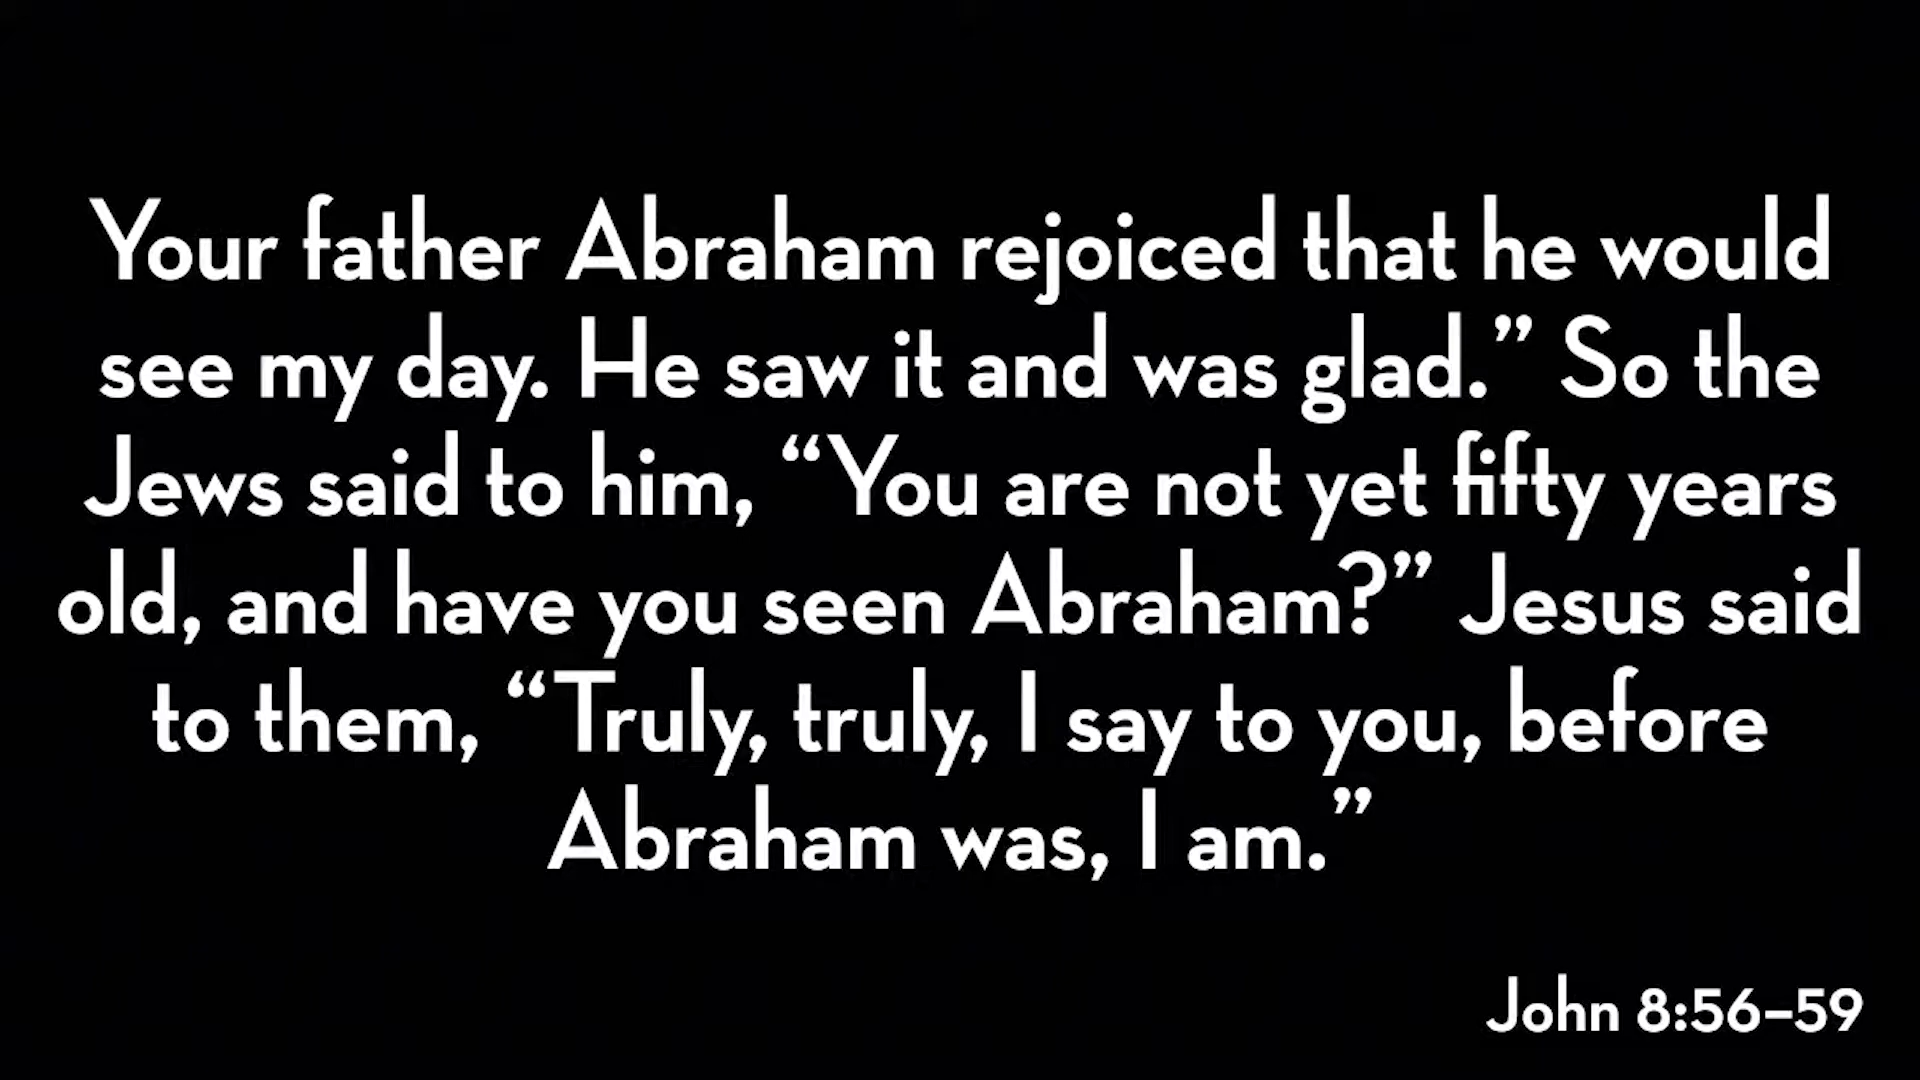 Your father Abraham rejoiced that he would
see my day. He saw it and was glad.” So the
Jews said to him, “You are not yet fifty years
old, and have you seen Abraham?” Jesus said
to them, “Truly, truly, I say to you, before
Abraham was, I am.”
John 8:56–59